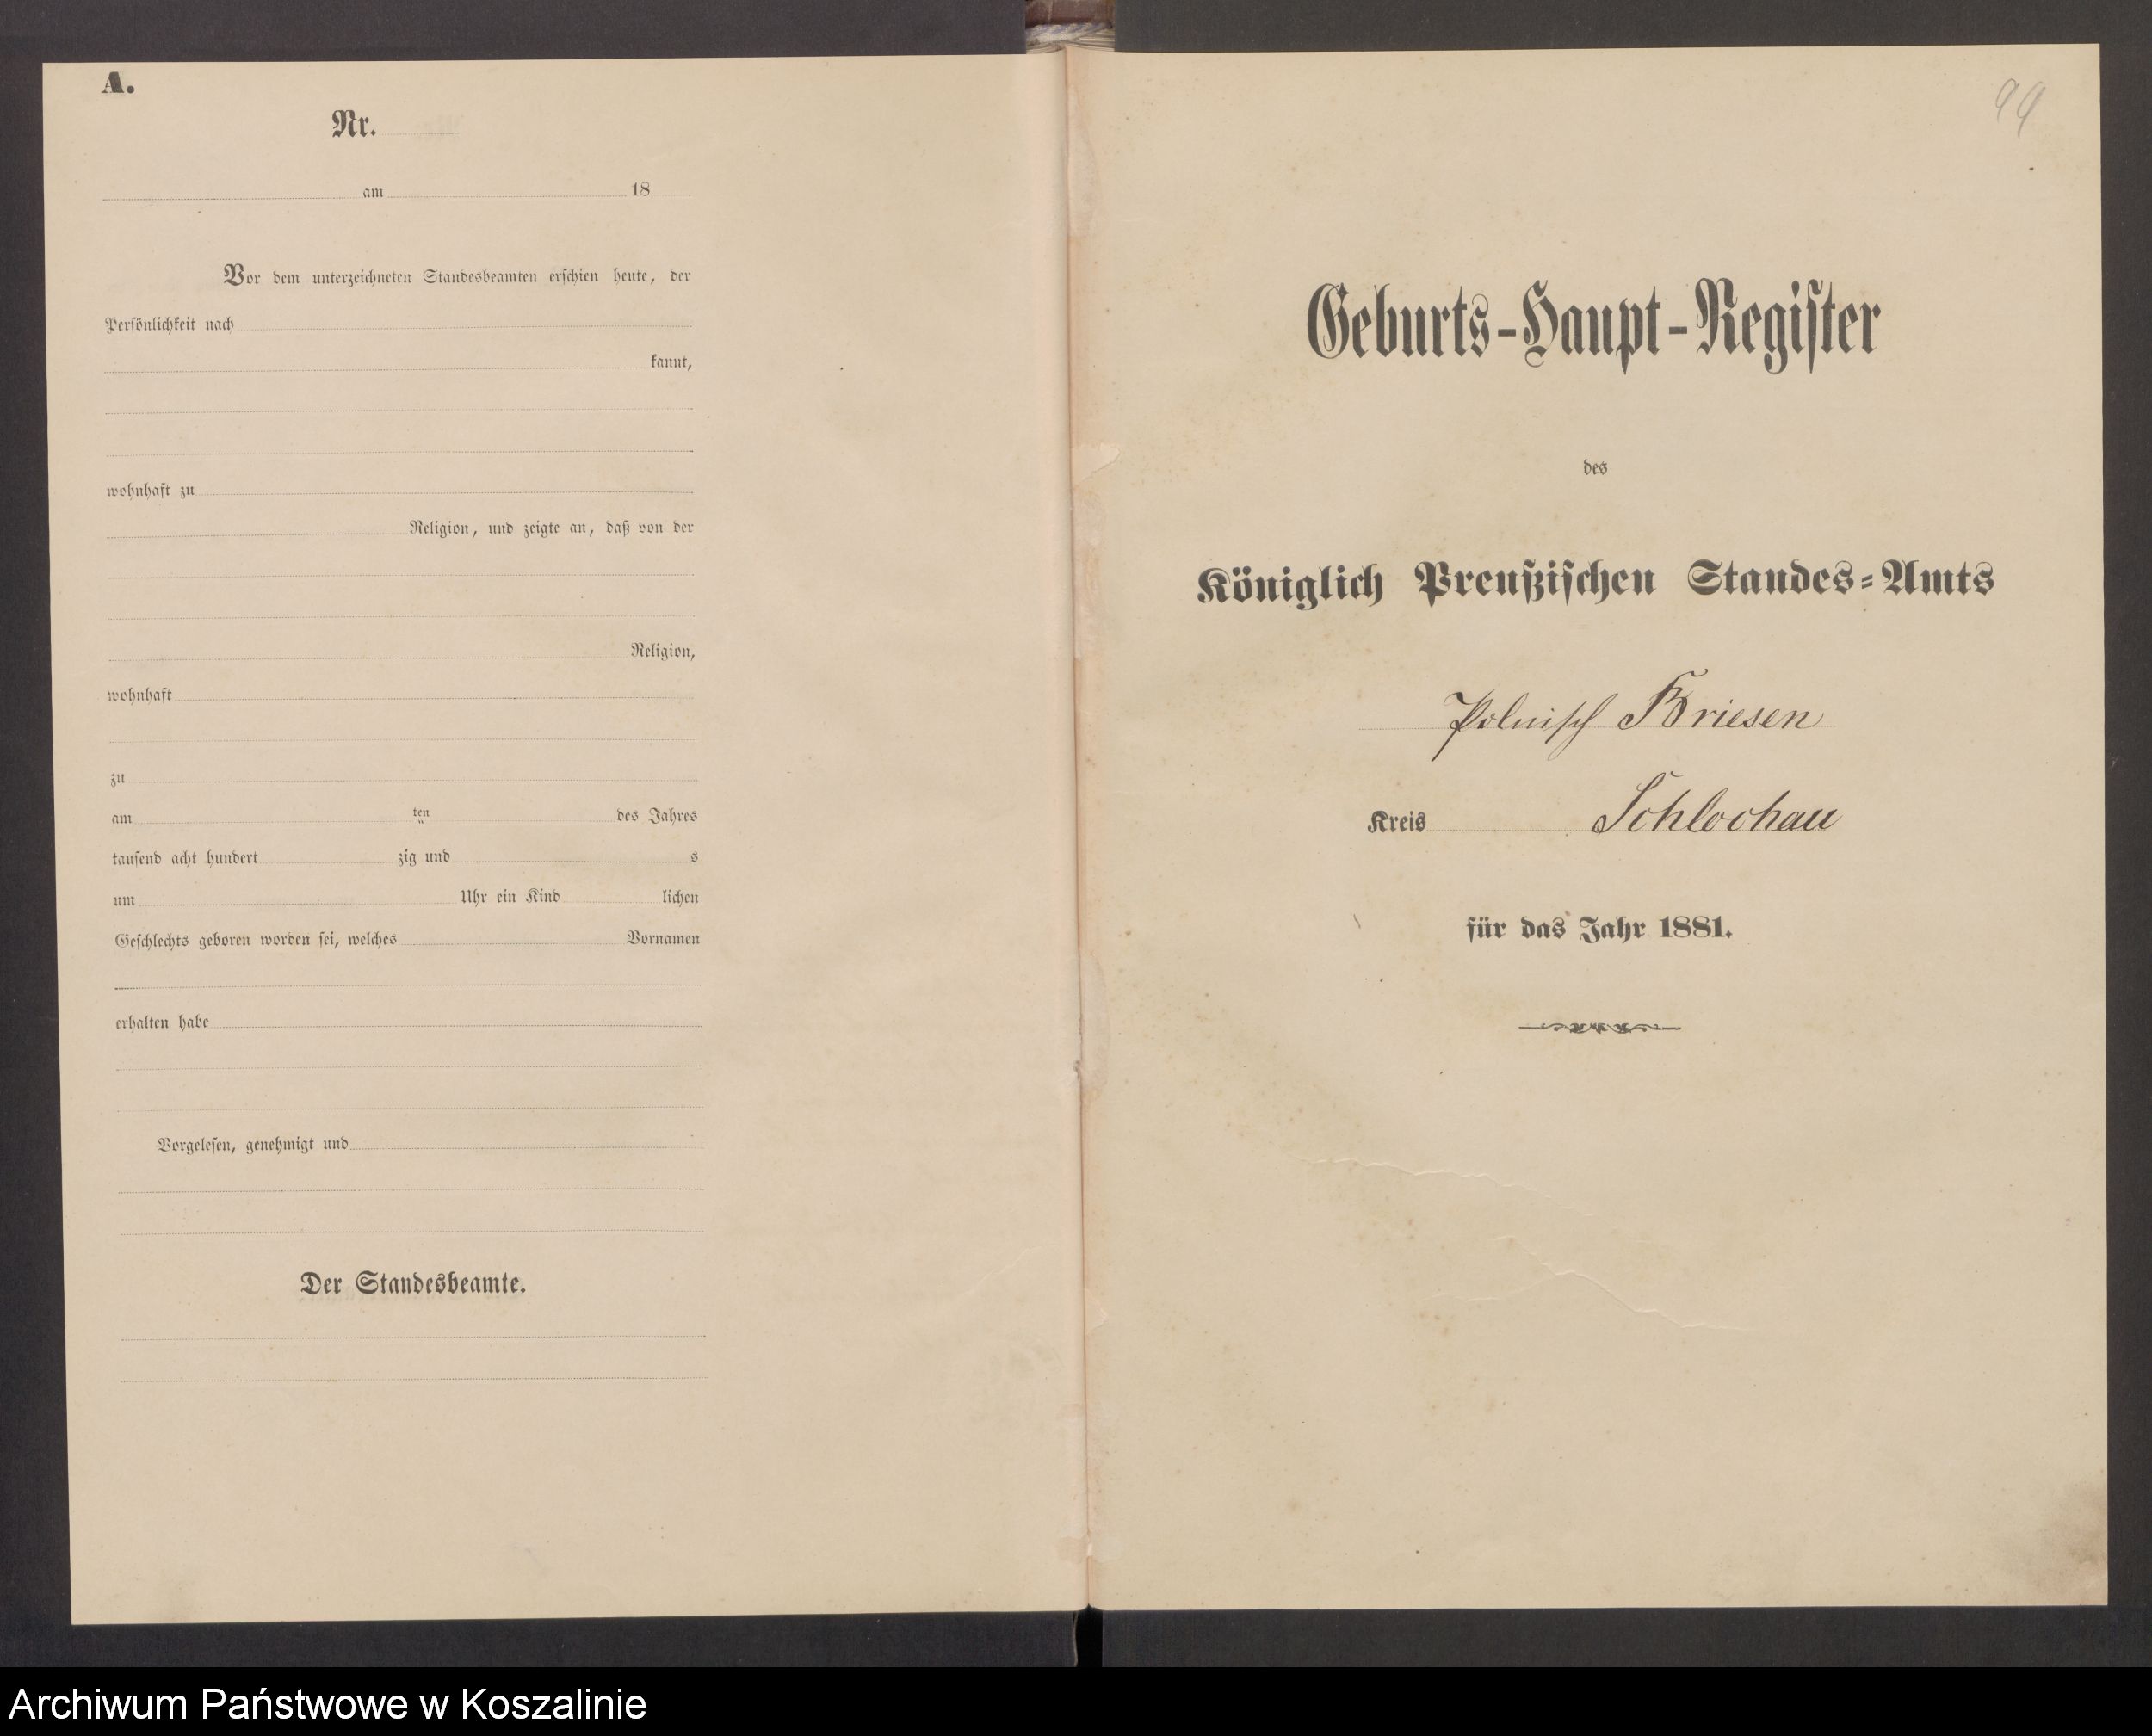 A.
Nr.
am 18
Vor dem unterzeichneten Standesbeamten erschien heute, der
Persönlichkeit nach
kannt,
wohnhaft zu
Religion, und zeigte an, daß von der
Religion,
wohnhaft
zu
am ten des Jahres
tausend acht hundert zig und s
um Uhr ein Kind lichen
Geschlechts geboren worden sei, welches Vornamen
erhalten habe
Vorgelesen, genehmigt und
Der Standesbeamte.
99
Geburts-Haupt-Register
des
Königlich Preußischen Standes-Amts
Polnisch Briesen
Kreis Schlochau
für das Jahr 1881.
Archiwum Państwowe w Koszalinie